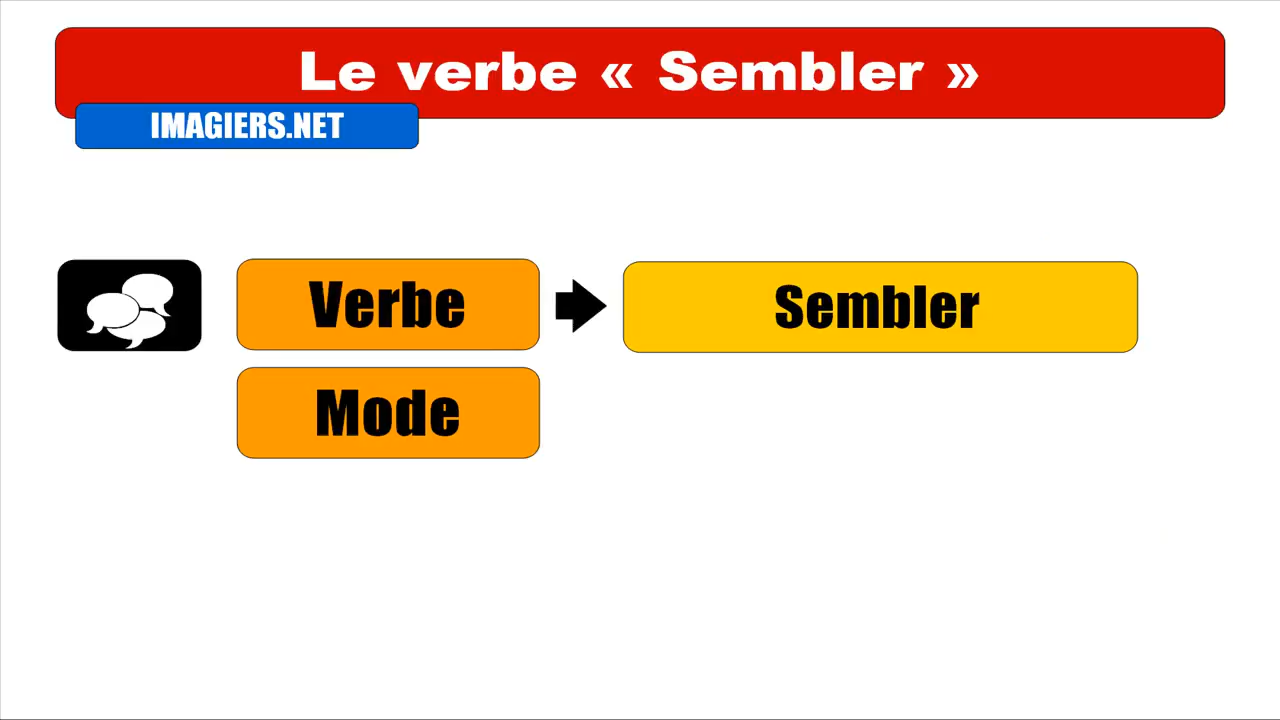 Le verbe « Sembler »
IMAGIERS.NET
Verbe
Sembler
Mode